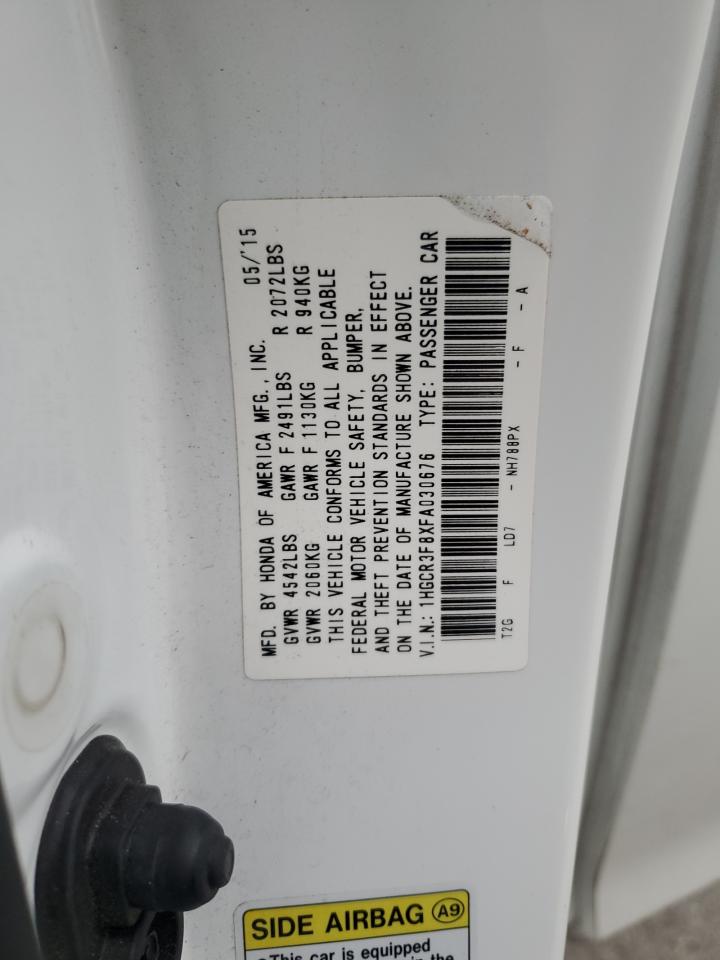 MFD. BY HONDA OF AMERICA MFG., INC. 05/'15
GVWR 4542LBS GAWR F 2491LBS R 2072LBS
GVWR 2060KG GAWR F 1130KG R 940KG
THIS VEHICLE CONFORMS TO ALL APPLICABLE
FEDERAL MOTOR VEHICLE SAFETY, BUMPER,
AND THEFT PREVENTION STANDARDS IN EFFECT
ON THE DATE OF MANUFACTURE SHOWN ABOVE.
V.I.N.: 1HGCR3F8XFA030676 TYPE: PASSENGER CAR
T2G F LD7 - NH788PX - F - A
SIDE AIRBAG A9
This car is equipped
in the